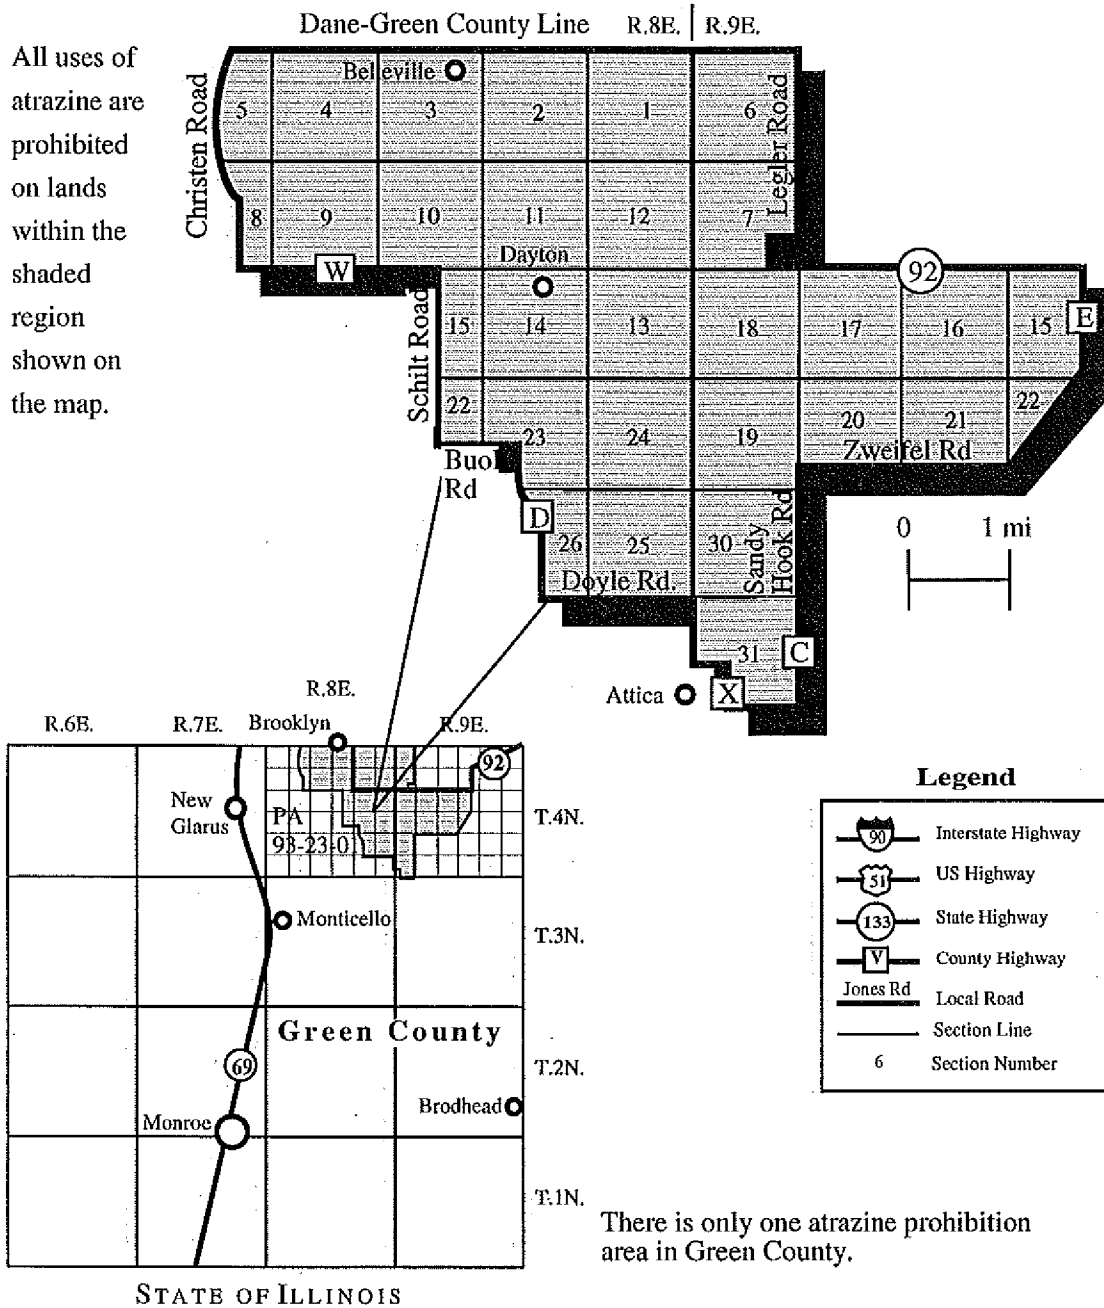 Dane-Green County Line R.8E. R.9E.
All uses of
atrazine are
prohibited
on lands
within the
shaded
region
shown on
the map.
Christen Road
Belleville
5 4 3 2 1 6
Legler Road
8 9 10 11 12 7
Dayton
W
92
Schilt Road
15 14 13 18 17 16 15 E
22 23 24 19 20 21 22
Zweifel Rd
Buol
Rd
D
26 25 30
Sandy
Hook Rd
Doyle Rd.
0 1 mi
31 C
Attica X
R.6E. R.7E. R.8E. R.9E.
Brooklyn
92
New
Glarus
PA
93-23-01
T.4N.
Monticello
T.3N.
Green County
69
T.2N.
Brodhead
Monroe
T.1N.
STATE OF ILLINOIS
Legend
90 Interstate Highway
51 US Highway
133 State Highway
V County Highway
Jones Rd Local Road
Section Line
6 Section Number
There is only one atrazine prohibition
area in Green County.